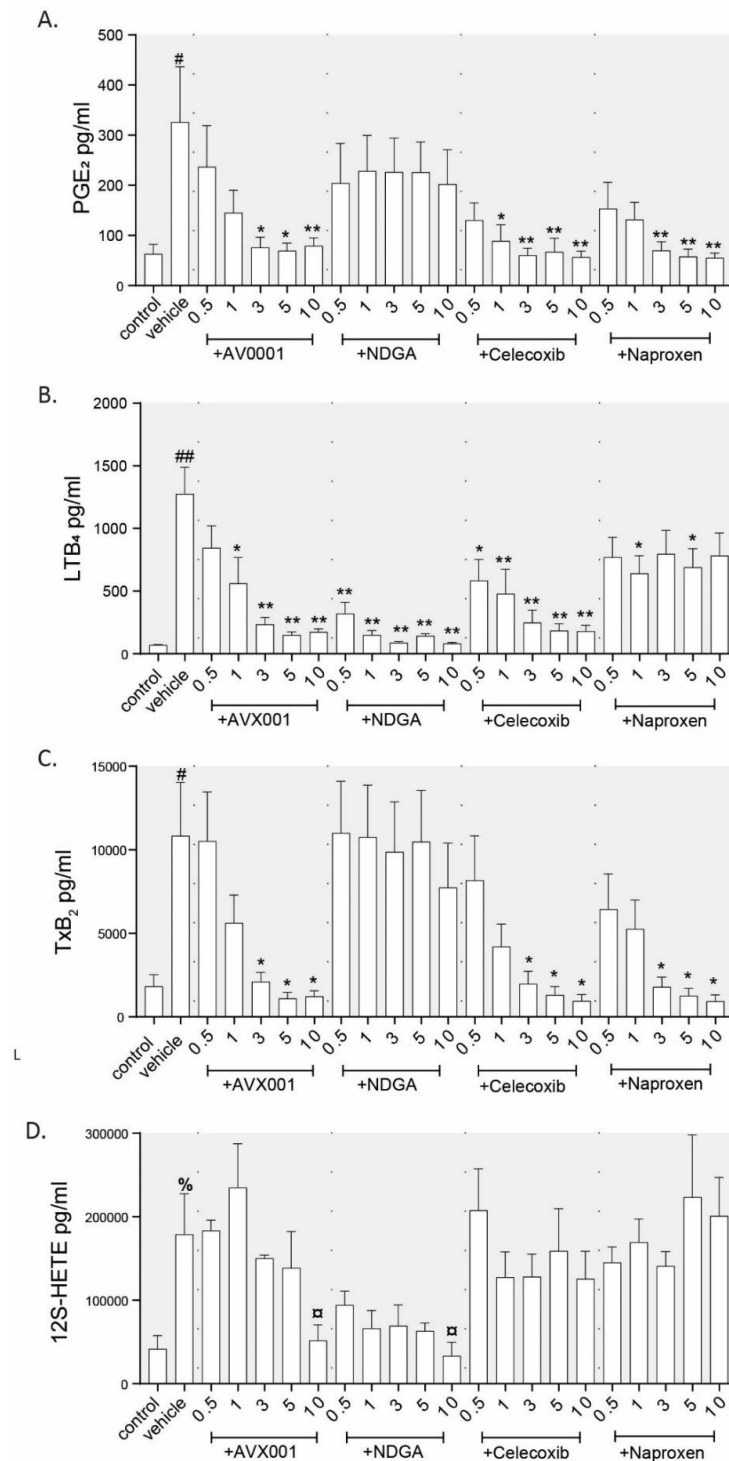 A.
500
#
400
300
200
100
0
PGE₂ pg/ml
* * **
* ** ** **
** ** **
control vehicle 0.5 1 3 5 10 0.5 1 3 5 10 0.5 1 3 5 10 0.5 1 3 5 10
+AV0001 +NDGA +Celecoxib +Naproxen
B.
2000
1500
1000
500
0
LTB₄ pg/ml
##
* ** ** **
** ** ** ** **
* ** ** ** **
* *
control vehicle 0.5 1 3 5 10 0.5 1 3 5 10 0.5 1 3 5 10 0.5 1 3 5 10
+AVX001 +NDGA +Celecoxib +Naproxen
C.
15000
#
10000
5000
0
TxB₂ pg/ml
* * *
* * *
* * *
L
control vehicle 0.5 1 3 5 10 0.5 1 3 5 10 0.5 1 3 5 10 0.5 1 3 5 10
+AVX001 +NDGA +Celecoxib +Naproxen
D.
300000
200000
100000
0
12S-HETE pg/ml
%
¤ ¤
control vehicle 0.5 1 3 5 10 0.5 1 3 5 10 0.5 1 3 5 10 0.5 1 3 5 10
+AVX001 +NDGA +Celecoxib +Naproxen